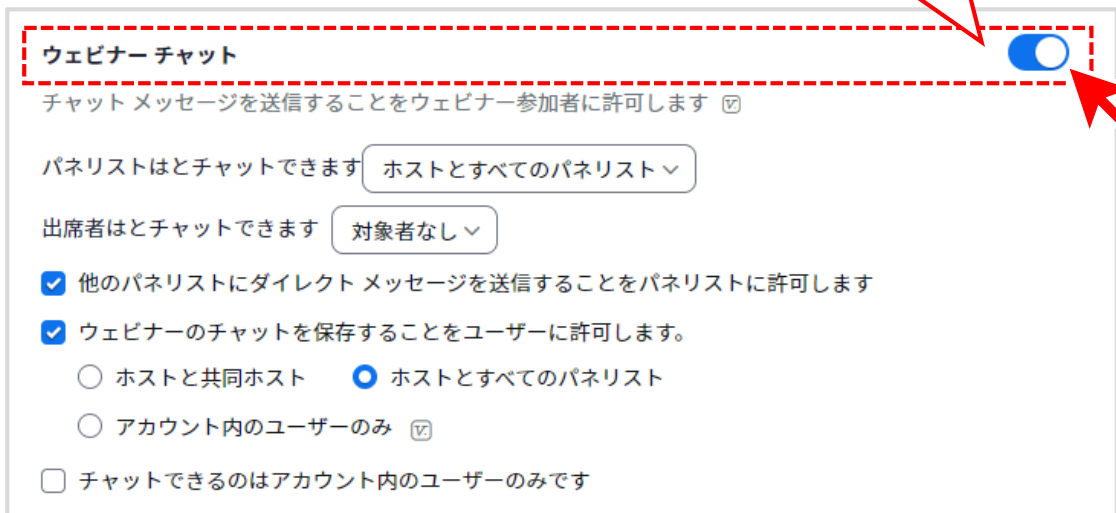 ウェビナー チャット
チャット メッセージを送信することをウェビナー参加者に許可します
パネリストはとチャットできます ホストとすべてのパネリスト
出席者はとチャットできます 対象者なし
他のパネリストにダイレクト メッセージを送信することをパネリストに許可します
ウェビナーのチャットを保存することをユーザーに許可します。
ホストと共同ホスト ホストとすべてのパネリスト
アカウント内のユーザーのみ
チャットできるのはアカウント内のユーザーのみです